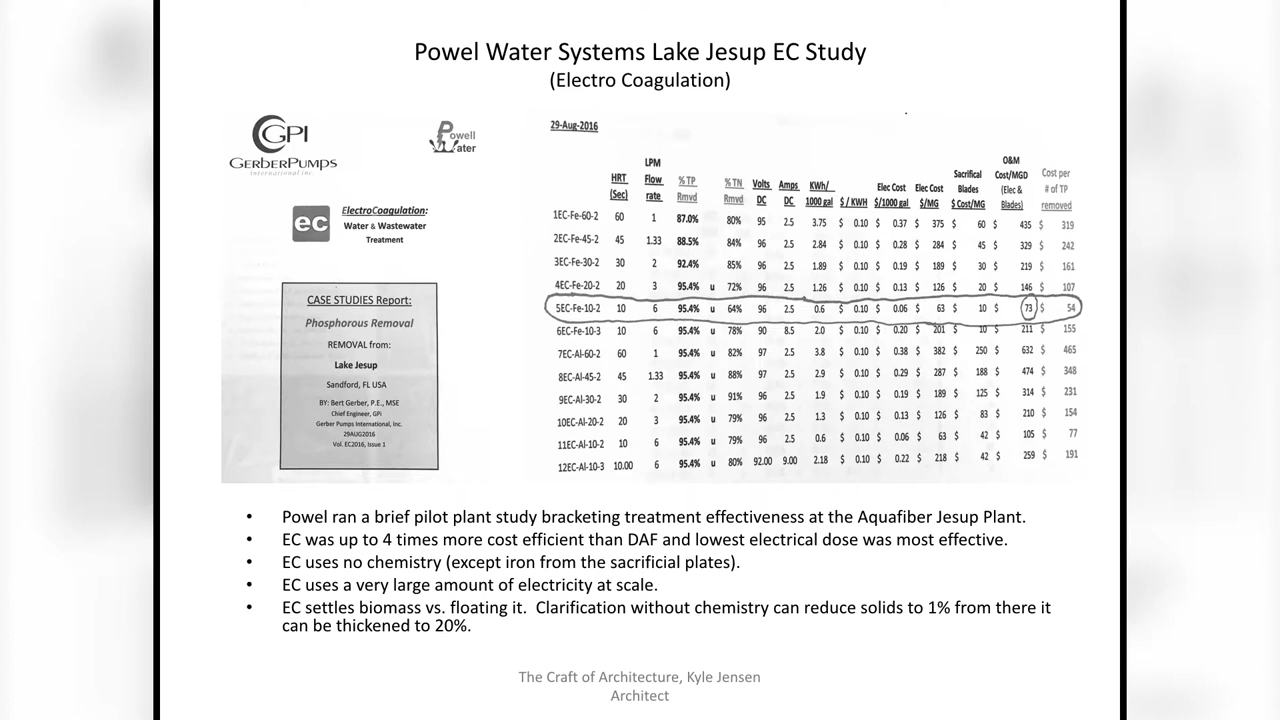 Powel Water Systems Lake Jesup EC Study
(Electro Coagulation)
GPI
GERBERPUMPS
international inc.
Powell
Water
ec
ElectroCoagulation:
Water & Wastewater
Treatment
CASE STUDIES Report:
Phosphorous Removal
REMOVAL from:
Lake Jesup
Sandford, FL USA
BY: Bert Gerber, P.E., MSE
Chief Engineer, GPi
Gerber Pumps International, Inc.
29AUG2016
Vol. EC2016, Issue 1
29-Aug-2016
HRT (Sec) LPM Flow rate % TP Rmvd % TN Rmvd Volts DC Amps DC KWh/ 1000 gal $ / KWH Elec Cost $/1000 gal Elec Cost $/MG Sacrifical Blades $ Cost/MG O&M Cost/MGD (Elec & Blades) Cost per # of TP removed
1EC-Fe-60-2 60 1 87.0% 80% 95 2.5 3.75 $ 0.10 $ 0.37 $ 375 $ 60 $ 435 $ 319
2EC-Fe-45-2 45 1.33 88.5% 84% 96 2.5 2.84 $ 0.10 $ 0.28 $ 284 $ 45 $ 329 $ 242
3EC-Fe-30-2 30 2 92.4% 85% 96 2.5 1.89 $ 0.10 $ 0.19 $ 189 $ 30 $ 219 $ 161
4EC-Fe-20-2 20 3 95.4% u 72% 96 2.5 1.26 $ 0.10 $ 0.13 $ 126 $ 20 $ 146 $ 107
5EC-Fe-10-2 10 6 95.4% u 64% 96 2.5 0.6 $ 0.10 $ 0.06 $ 63 $ 10 $ 73 $ 54
6EC-Fe-10-3 10 6 95.4% u 78% 90 8.5 2.0 $ 0.10 $ 0.20 $ 201 $ 10 $ 211 $ 155
7EC-Al-60-2 60 1 95.4% u 82% 97 2.5 3.8 $ 0.10 $ 0.38 $ 382 $ 250 $ 632 $ 465
8EC-Al-45-2 45 1.33 95.4% u 88% 97 2.5 2.9 $ 0.10 $ 0.29 $ 287 $ 188 $ 474 $ 348
9EC-Al-30-2 30 2 95.4% u 91% 96 2.5 1.9 $ 0.10 $ 0.19 $ 189 $ 125 $ 314 $ 231
10EC-Al-20-2 20 3 95.4% u 79% 96 2.5 1.3 $ 0.10 $ 0.13 $ 126 $ 83 $ 210 $ 154
11EC-Al-10-2 10 6 95.4% u 79% 96 2.5 0.6 $ 0.10 $ 0.06 $ 63 $ 42 $ 105 $ 77
12EC-Al-10-3 10.00 6 95.4% u 80% 92.00 9.00 2.18 $ 0.10 $ 0.22 $ 218 $ 42 $ 259 $ 191
• Powel ran a brief pilot plant study bracketing treatment effectiveness at the Aquafiber Jesup Plant.
• EC was up to 4 times more cost efficient than DAF and lowest electrical dose was most effective.
• EC uses no chemistry (except iron from the sacrificial plates).
• EC uses a very large amount of electricity at scale.
• EC settles biomass vs. floating it. Clarification without chemistry can reduce solids to 1% from there it
can be thickened to 20%.
The Craft of Architecture, Kyle Jensen
Architect